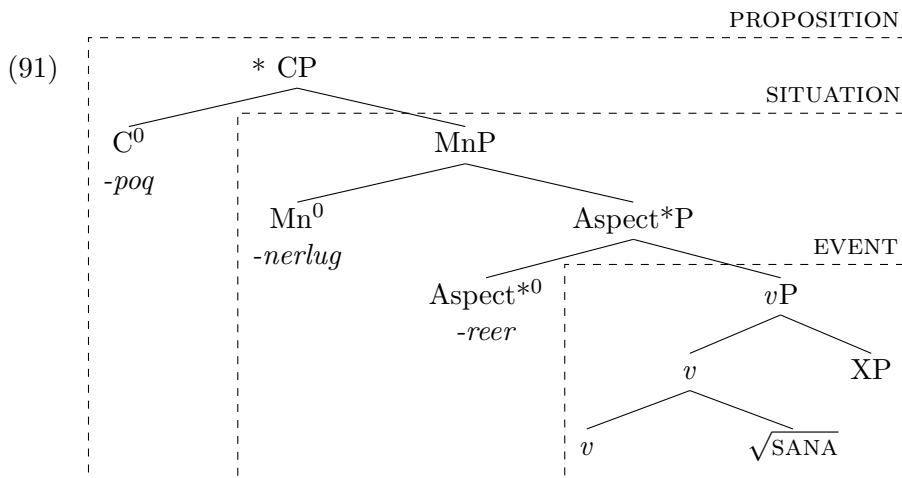 PROPOSITION
(91) * CP
SITUATION
C⁰ MnP
-poq
Mn⁰ Aspect*P
-nerlug
EVENT
Aspect*⁰ vP
-reer
v XP
v √SANA